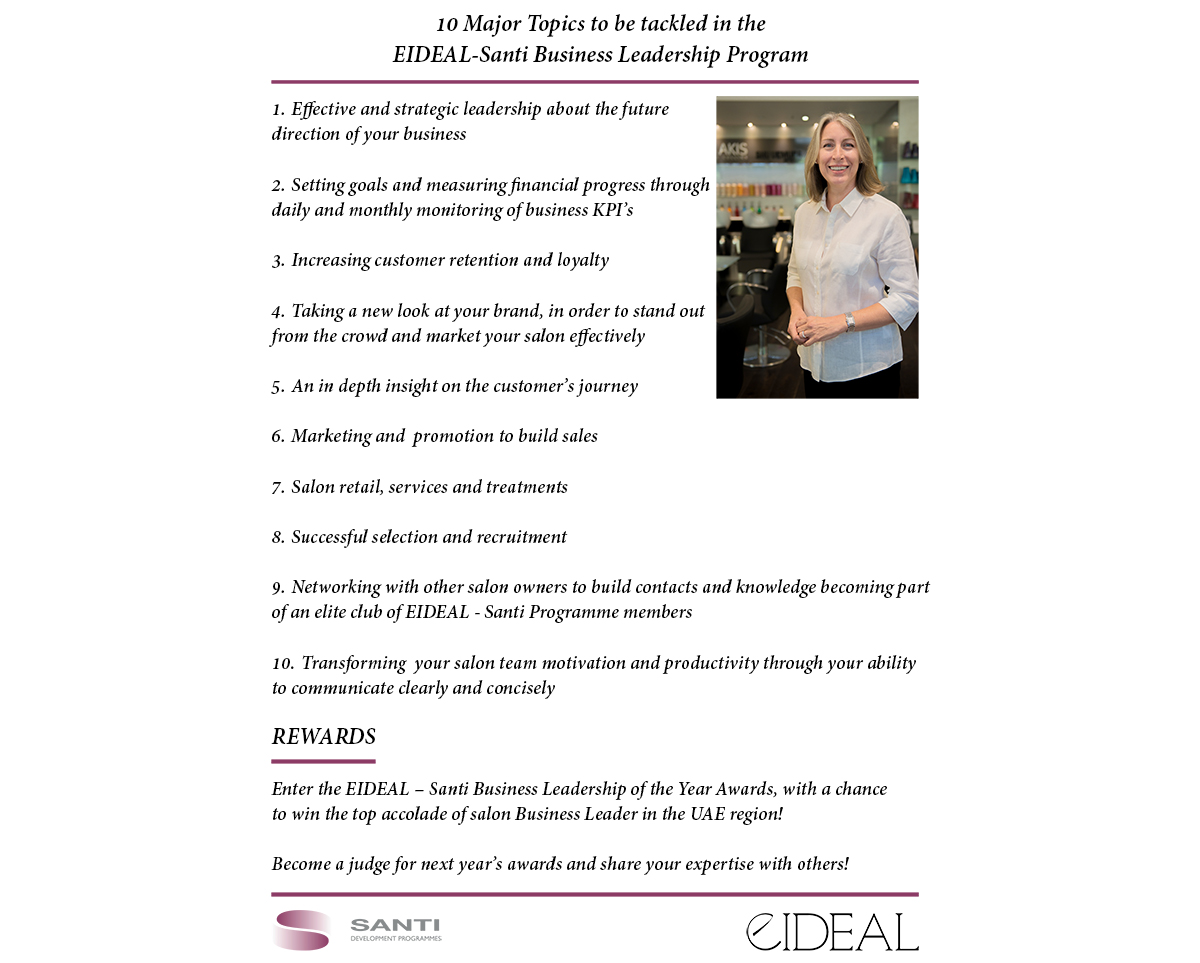 10 Major Topics to be tackled in the
EIDEAL-Santi Business Leadership Program
1. Effective and strategic leadership about the future
direction of your business
2. Setting goals and measuring financial progress through
daily and monthly monitoring of business KPI's
3. Increasing customer retention and loyalty
4. Taking a new look at your brand, in order to stand out
from the crowd and market your salon effectively
5. An in depth insight on the customer's journey
6. Marketing and  promotion to build sales
7. Salon retail, services and treatments
8. Successful selection and recruitment
9. Networking with other salon owners to build contacts and knowledge becoming part
of an elite club of EIDEAL - Santi Programme members
10. Transforming  your salon team motivation and productivity through your ability
to communicate clearly and concisely
REWARDS
Enter the EIDEAL – Santi Business Leadership of the Year Awards, with a chance
to win the top accolade of salon Business Leader in the UAE region!
Become a judge for next year's awards and share your expertise with others!
SANTI
DEVELOPMENT PROGRAMMES
EIDEAL
AKIS